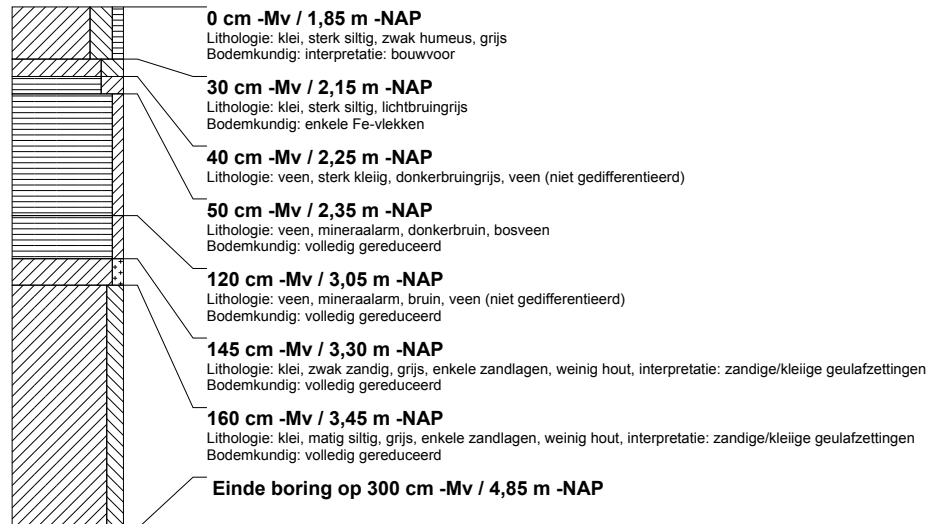 0 cm -Mv / 1,85 m -NAP
Lithologie: klei, sterk siltig, zwak humeus, grijs
Bodemkundig: interpretatie: bouwvoor
30 cm -Mv / 2,15 m -NAP
Lithologie: klei, sterk siltig, lichtbruingrijs
Bodemkundig: enkele Fe-vlekken
40 cm -Mv / 2,25 m -NAP
Lithologie: veen, sterk kleiig, donkerbruingrijs, veen (niet gedifferentieerd)
50 cm -Mv / 2,35 m -NAP
Lithologie: veen, mineraalarm, donkerbruin, bosveen
Bodemkundig: volledig gereduceerd
120 cm -Mv / 3,05 m -NAP
Lithologie: veen, mineraalarm, bruin, veen (niet gedifferentieerd)
Bodemkundig: volledig gereduceerd
145 cm -Mv / 3,30 m -NAP
Lithologie: klei, zwak zandig, grijs, enkele zandlagen, weinig hout, interpretatie: zandige/kleiige geulafzettingen
Bodemkundig: volledig gereduceerd
160 cm -Mv / 3,45 m -NAP
Lithologie: klei, matig siltig, grijs, enkele zandlagen, weinig hout, interpretatie: zandige/kleiige geulafzettingen
Bodemkundig: volledig gereduceerd
Einde boring op 300 cm -Mv / 4,85 m -NAP